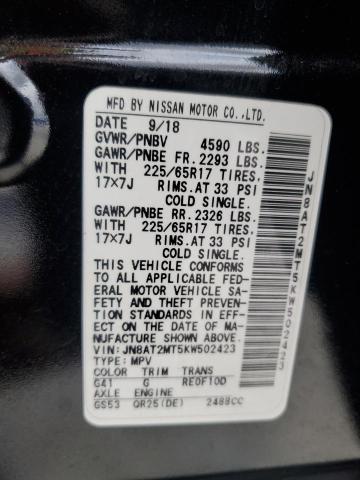 MFD BY NISSAN MOTOR CO.,LTD.
DATE 9/18
GVWR/PNBV 4590 LBS.
GAWR/PNBE FR. 2293 LBS.
WITH 225/65R17 TIRES.
17×7J RIMS.AT 33 PSI
COLD SINGLE.
GAWR/PNBE RR. 2326 LBS.
WITH 225/65R17 TIRES.
17×7J RIMS.AT 33 PSI
COLD SINGLE.
THIS VEHICLE CONFORMS
TO ALL APPLICABLE FED-
ERAL MOTOR VEHICLE SA-
FETY AND THEFT PREVEN-
TION STANDARDS IN EFF-
ECT ON THE DATE OF MA-
NUFACTURE SHOWN ABOVE.
VIN: JN8AT2MT5KW502423
TYPE: MPV
COLOR TRIM TRANS
G41 G RE0F10D
AXLE ENGINE
GS53 QR25(DE) 2488CC
JN8AT2MT5KW502423